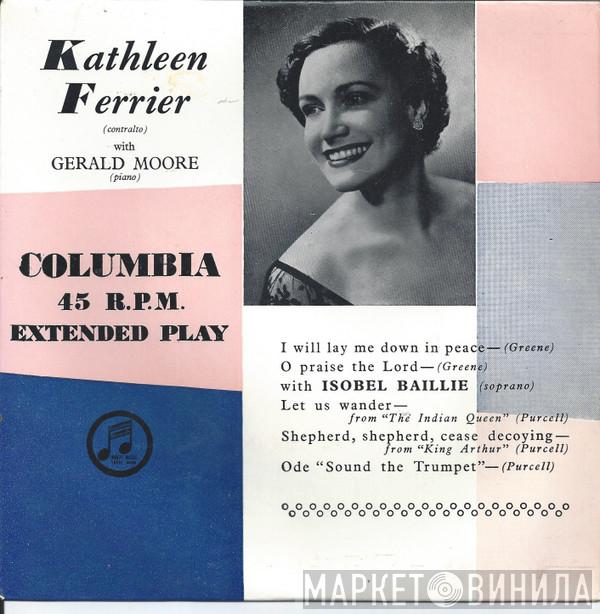 Kathleen
Ferrier
(contralto)
with
GERALD MOORE
(piano)
COLUMBIA
45 R.P.M.
EXTENDED PLAY
I will lay me down in peace—(Greene)
O praise the Lord—(Greene)
with ISOBEL BAILLIE (soprano)
Let us wander—
from "The Indian Queen" (Purcell)
Shepherd, shepherd, cease decoying—
from "King Arthur" (Purcell)
Ode "Sound the Trumpet"—(Purcell)
МАРКЕТ ВИНИЛА